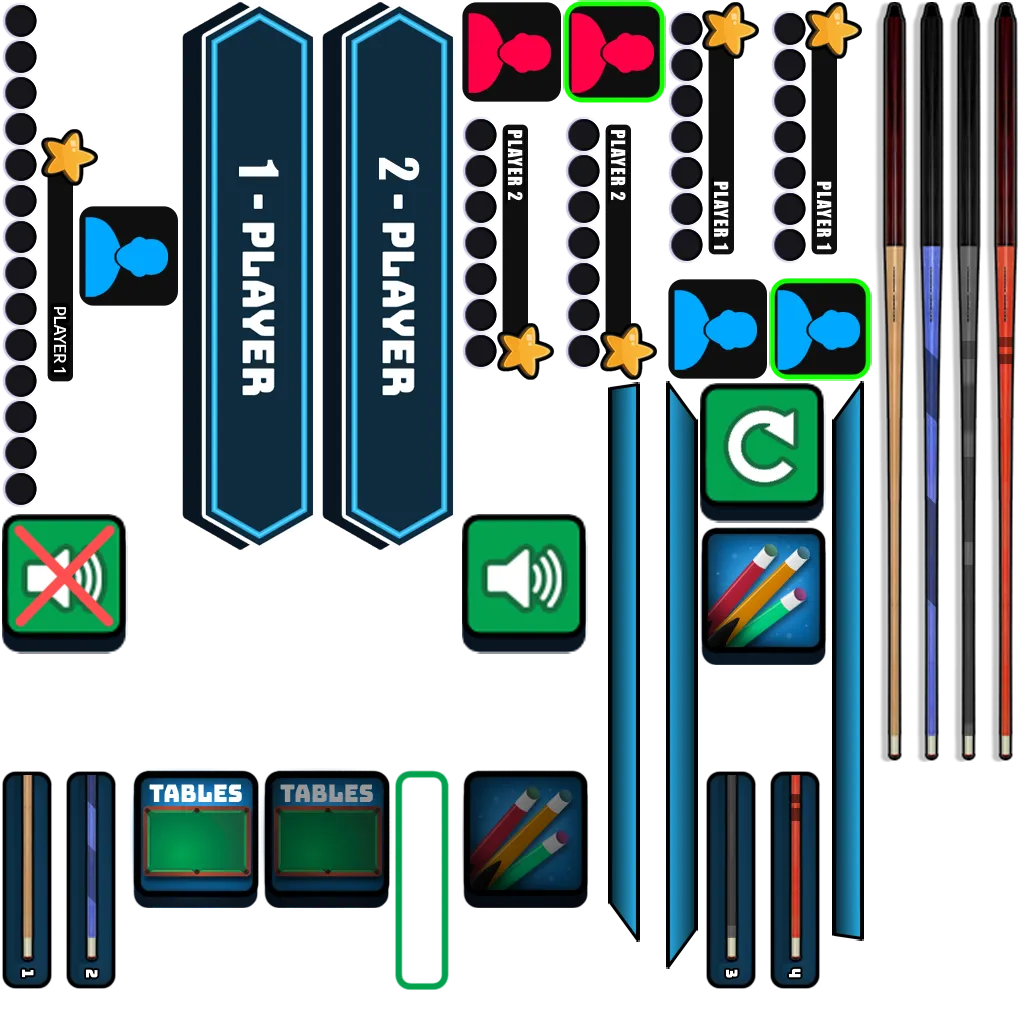 PLAYER 1
1 - PLAYER
2 - PLAYER
PLAYER 2
PLAYER 2
PLAYER 1
PLAYER 1
TABLES
TABLES
1
2
3
4